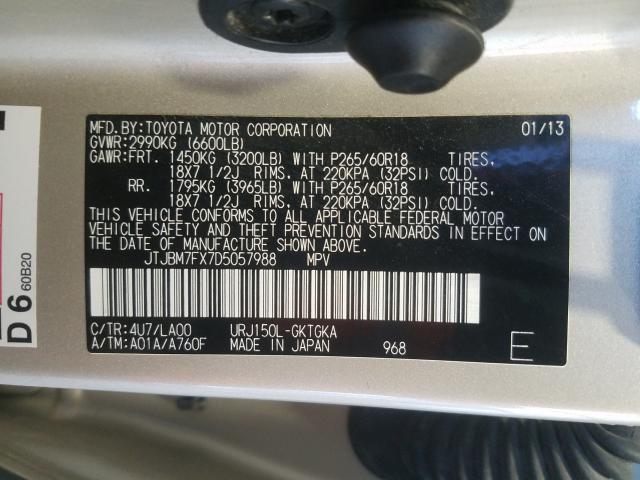 MFD.BY:TOYOTA MOTOR CORPORATION 01/13
GVWR:2990KG (6600LB)
GAWR:FRT. 1450KG (3200LB) WITH P265/60R18 TIRES,
18X7 1/2J RIMS, AT 220KPA (32PSI) COLD.
RR. 1795KG (3965LB) WITH P265/60R18 TIRES,
18X7 1/2J RIMS, AT 220KPA (32PSI) COLD.
THIS VEHICLE CONFORMS TO ALL APPLICABLE FEDERAL MOTOR
VEHICLE SAFETY AND THEFT PREVENTION STANDARDS IN EFFECT ON
THE DATE OF MANUFACTURE SHOWN ABOVE.
JTJBM7FX7D5057988 MPV
C/TR:4U7/LA00 URJ150L-GKTGKA
A/TM:A01A/A760F MADE IN JAPAN 968 E
D 6 60B20